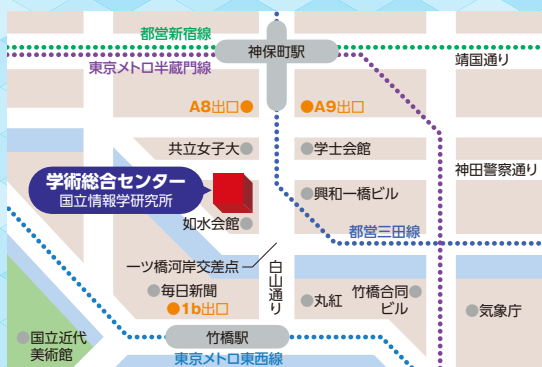 都営新宿線
神保町駅
靖国通り
東京メトロ半蔵門線
A8出口
A9出口
共立女子大
学士会館
神田警察通り
学術総合センター
国立情報学研究所
興和一橋ビル
如水会館
都営三田線
一ツ橋河岸交差点
白山通り
毎日新聞
1b出口
丸紅
竹橋合同
ビル
気象庁
国立近代
美術館
竹橋駅
東京メトロ東西線